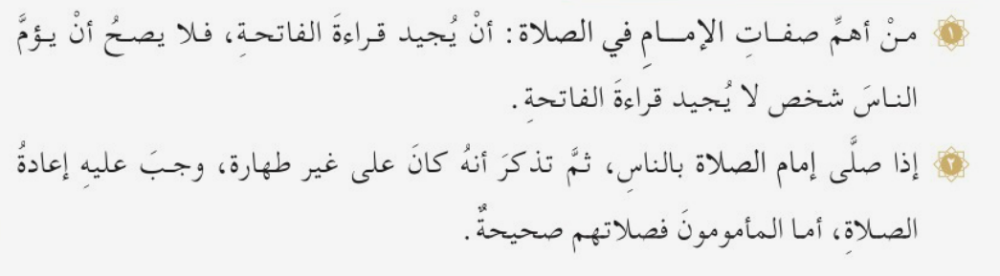 ١ منْ أهمِّ صفاتِ الإمامِ في الصلاة: أنْ يُجيد قراءةَ الفاتحةِ، فلا يصحُ أنْ يؤمَّ
الناسَ شخص لا يُجيد قراءةَ الفاتحةِ.
٢ إذا صلَّى إمام الصلاة بالناسِ، ثمَّ تذكرَ أنهُ كانَ على غير طهارة، وجبَ عليهِ إعادةُ
الصلاةِ، أما المأمومونَ فصلاتهم صحيحةٌ.